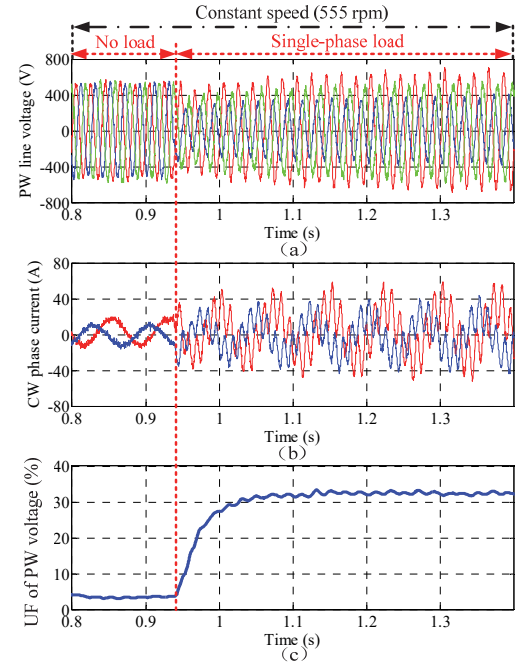 Constant speed (555 rpm)
No load
Single-phase load
PW line voltage (V)
800
400
0
-400
-800
0.8
0.9
1
1.1
1.2
1.3
Time (s)
(a)
CW phase current (A)
80
40
0
-40
-80
0.8
0.9
1
1.1
1.2
1.3
Time (s)
(b)
UF of PW voltage (%)
40
30
20
10
0
0.8
0.9
1
1.1
1.2
1.3
Time (s)
(c)